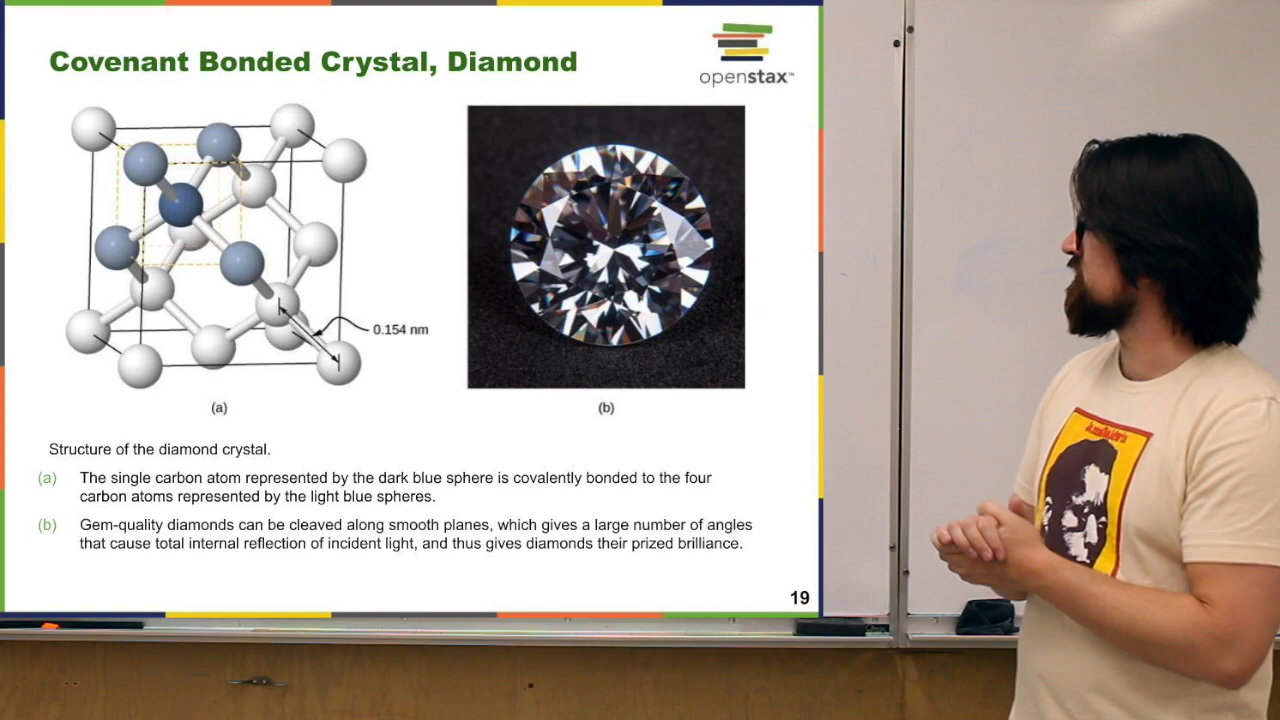 Covenant Bonded Crystal, Diamond
openstax™
0.154 nm
(a)
(b)
Structure of the diamond crystal.
(a) The single carbon atom represented by the dark blue sphere is covalently bonded to the four
carbon atoms represented by the light blue spheres.
(b) Gem-quality diamonds can be cleaved along smooth planes, which gives a large number of angles
that cause total internal reflection of incident light, and thus gives diamonds their prized brilliance.
19